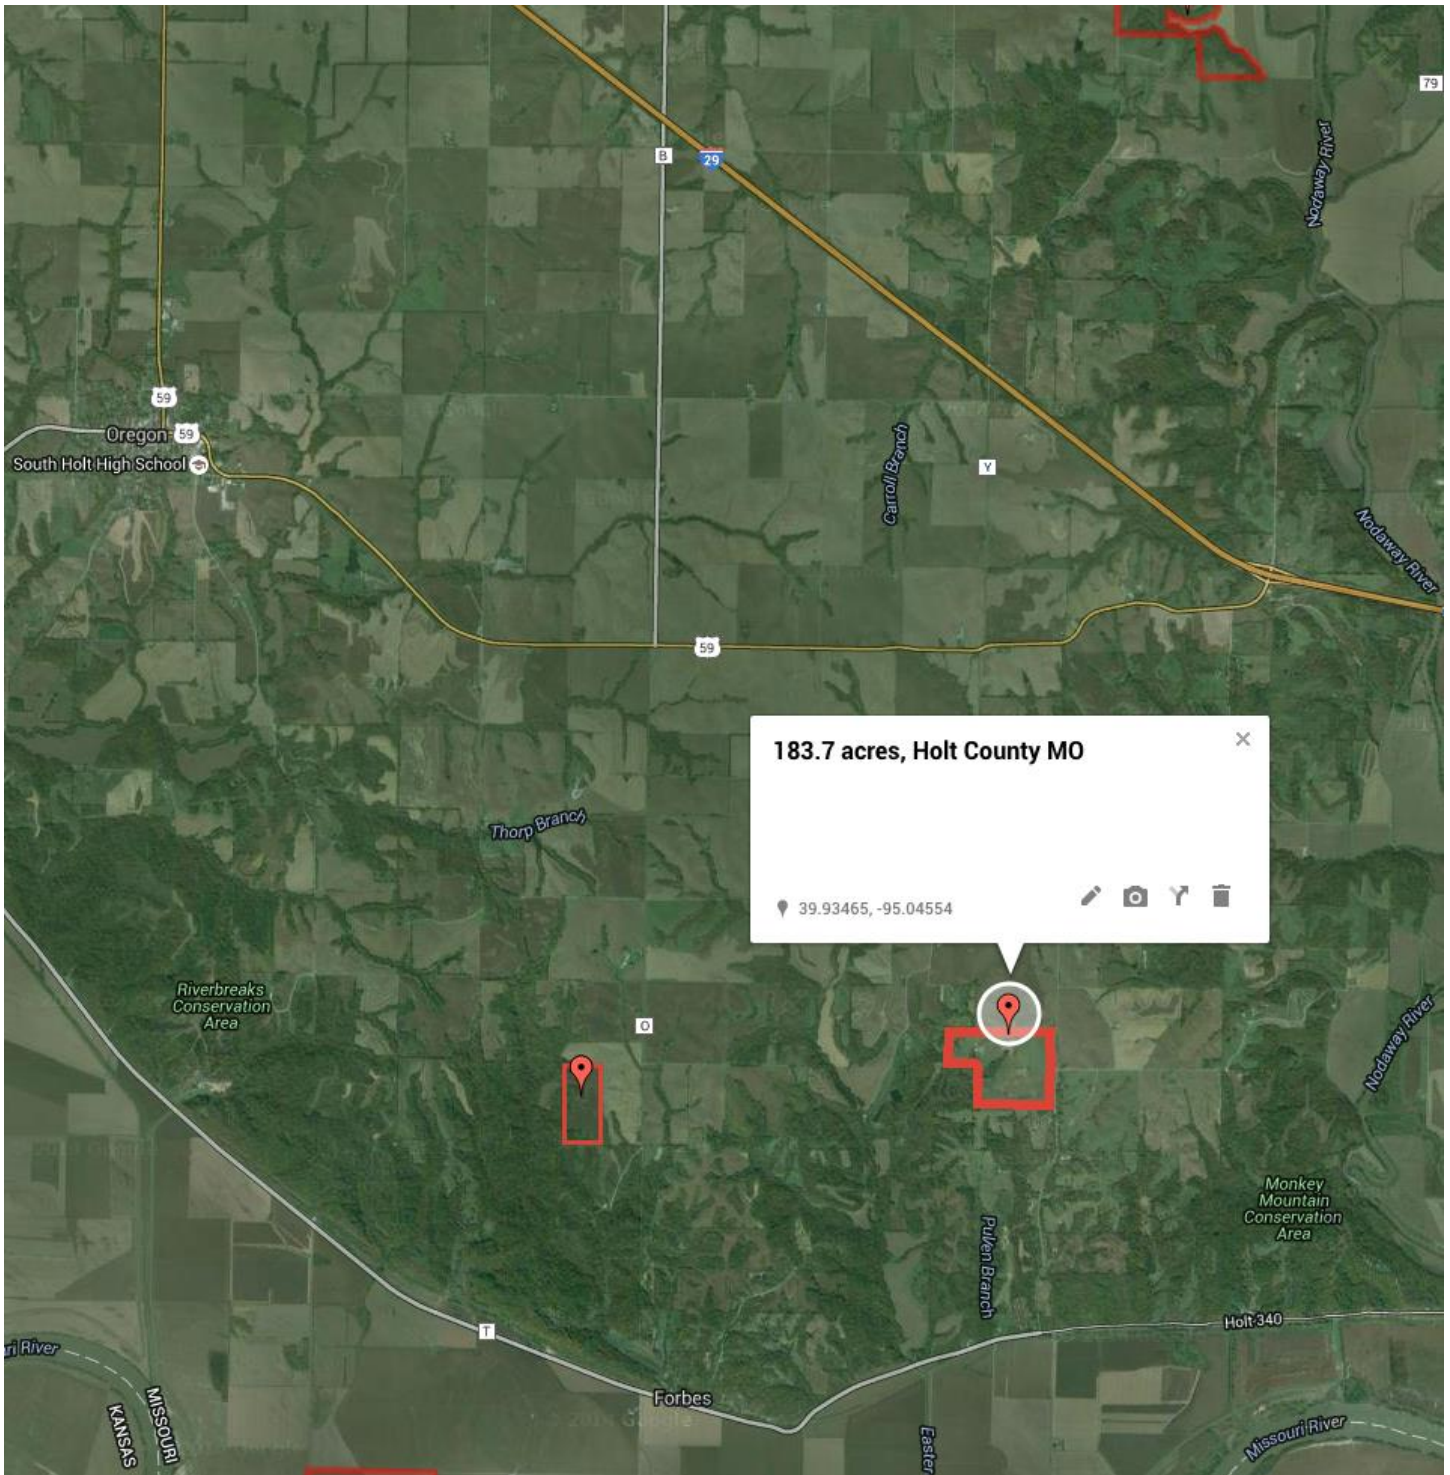 79
B
29
Nodaway River
59
Oregon
59
South Holt High School
Carroll Branch
Y
Nodaway River
59
183.7 acres, Holt County MO
Thorp Branch
39.93465, -95.04554
Riverbreaks
Conservation
Area
O
Nodaway River
Monkey
Mountain
Conservation
Area
Pulven Branch
Holt 340
T
ri River
Forbes
MISSOURI
KANSAS
Easter
Missouri River